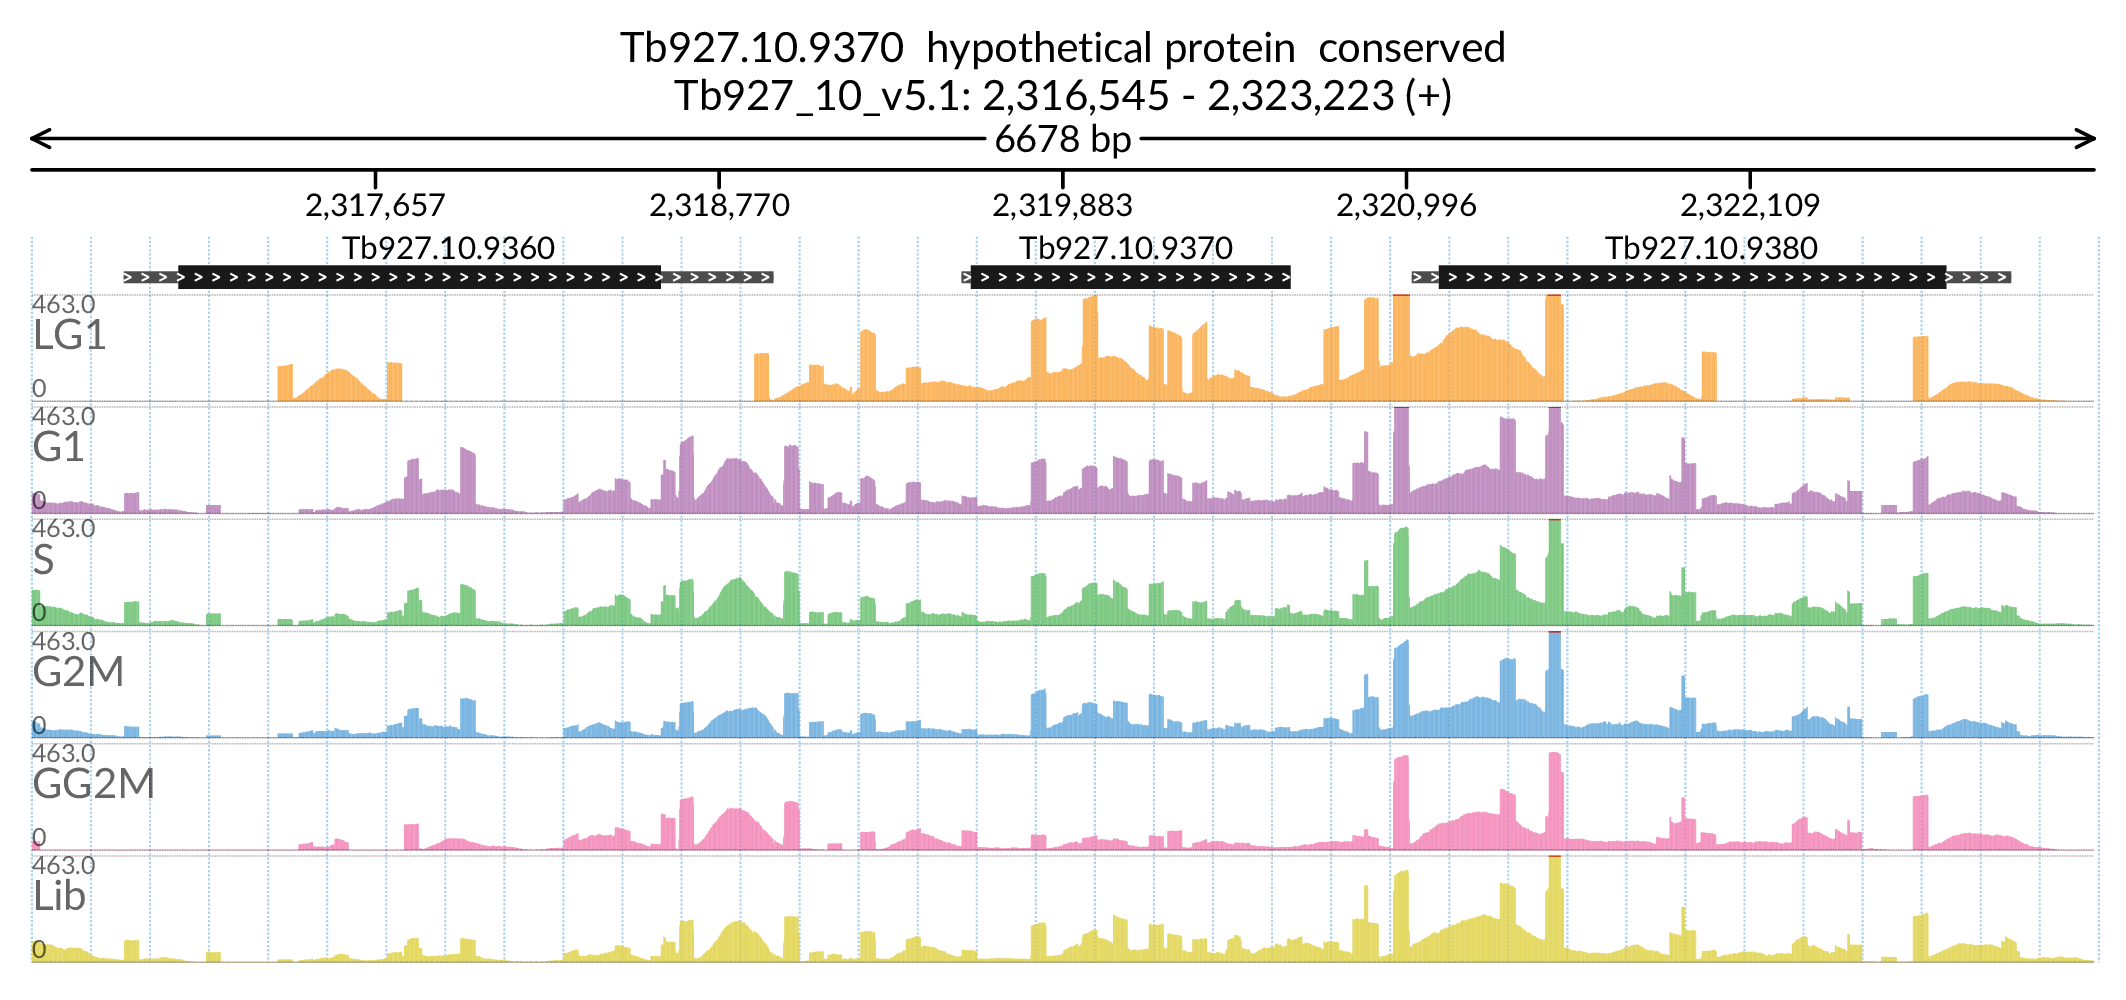 Tb927.10.9370  hypothetical protein  conserved
Tb927_10_v5.1: 2,316,545 - 2,323,223 (+)
6678 bp
2,317,657 2,318,770 2,319,883 2,320,996 2,322,109
Tb927.10.9360 Tb927.10.9370 Tb927.10.9380
463.0
LG1
0
463.0
G1
0
463.0
S
0
463.0
G2M
0
463.0
GG2M
0
463.0
Lib
0